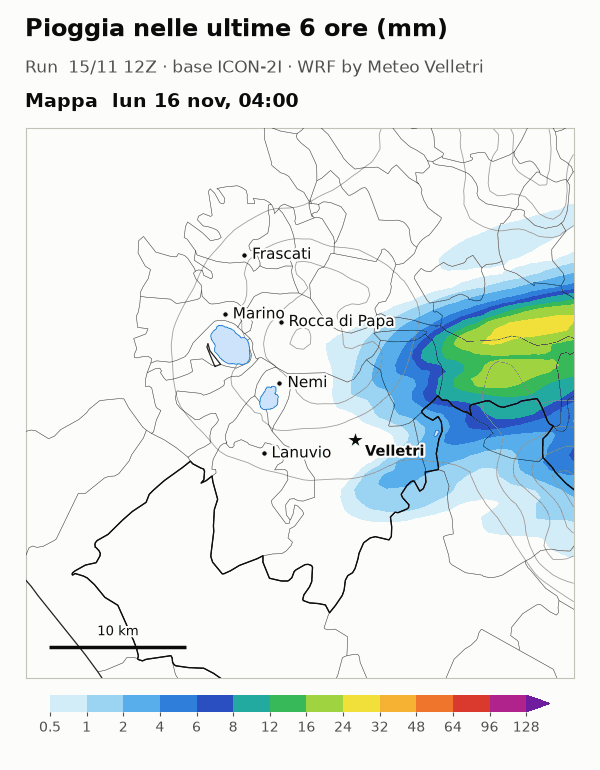 Pioggia nelle ultime 6 ore (mm)
Run  15/11 12Z · base ICON-2I · WRF by Meteo Velletri
Mappa  lun 16 nov, 04:00
Frascati
Marino
Rocca di Papa
Nemi
Velletri
Lanuvio
10 km
0.5 1 2 4 6 8 12 16 24 32 48 64 96 128